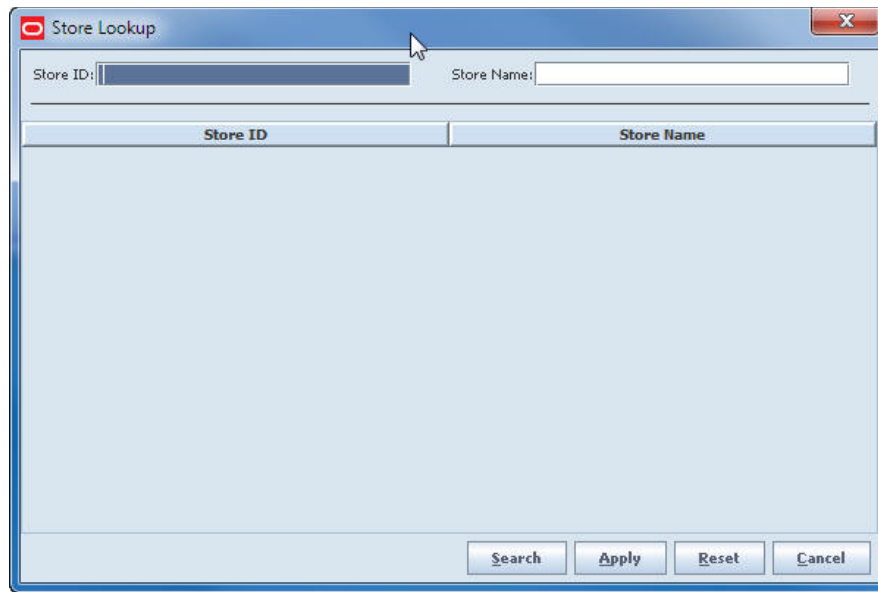 Store Lookup
Store ID: Store Name:
Store ID Store Name
Search Apply Reset Cancel